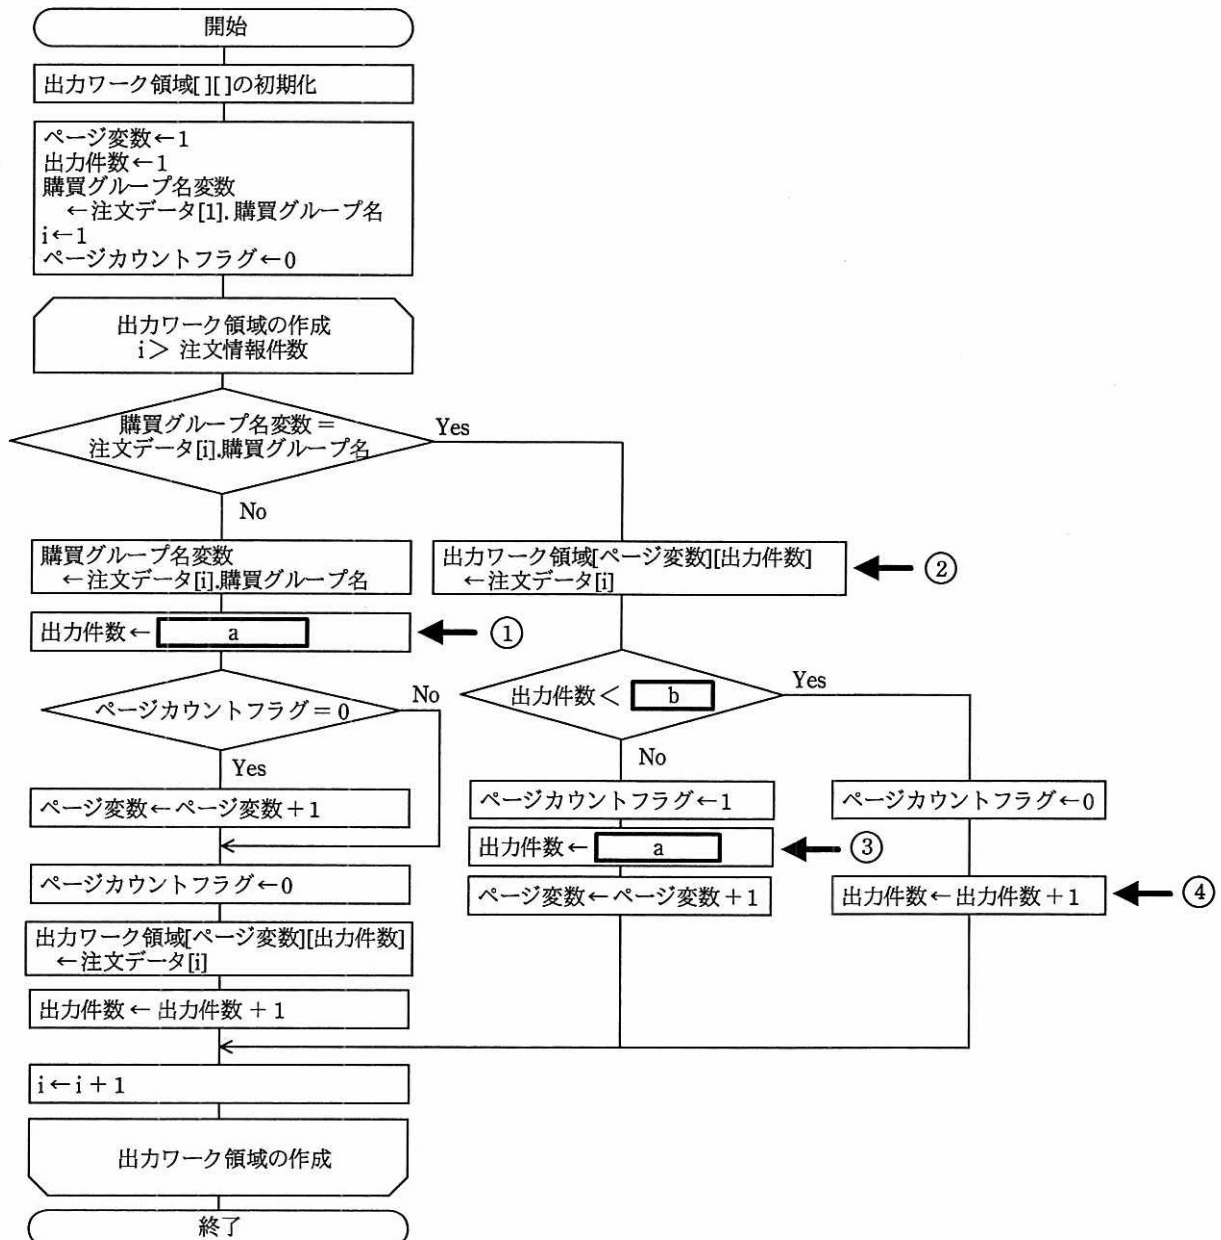 開始
出力ワーク領域[ ][ ]の初期化
ページ変数←1
出力件数←1
購買グループ名変数
←注文データ[1].購買グループ名
i←1
ページカウントフラグ←0
出力ワーク領域の作成
i＞ 注文情報件数
購買グループ名変数＝
注文データ[i].購買グループ名
Yes
No
購買グループ名変数
←注文データ[i].購買グループ名
出力件数← a
①
ページカウントフラグ＝0
No
Yes
ページ変数←ページ変数＋1
ページカウントフラグ←0
出力ワーク領域[ページ変数][出力件数]
←注文データ[i]
出力件数← 出力件数 ＋ 1
出力ワーク領域[ページ変数][出力件数]
←注文データ[i]
②
出力件数＜ b
Yes
No
ページカウントフラグ←1
出力件数← a
③
ページ変数←ページ変数＋1
ページカウントフラグ←0
出力件数←出力件数＋1
④
i←i＋1
出力ワーク領域の作成
終了